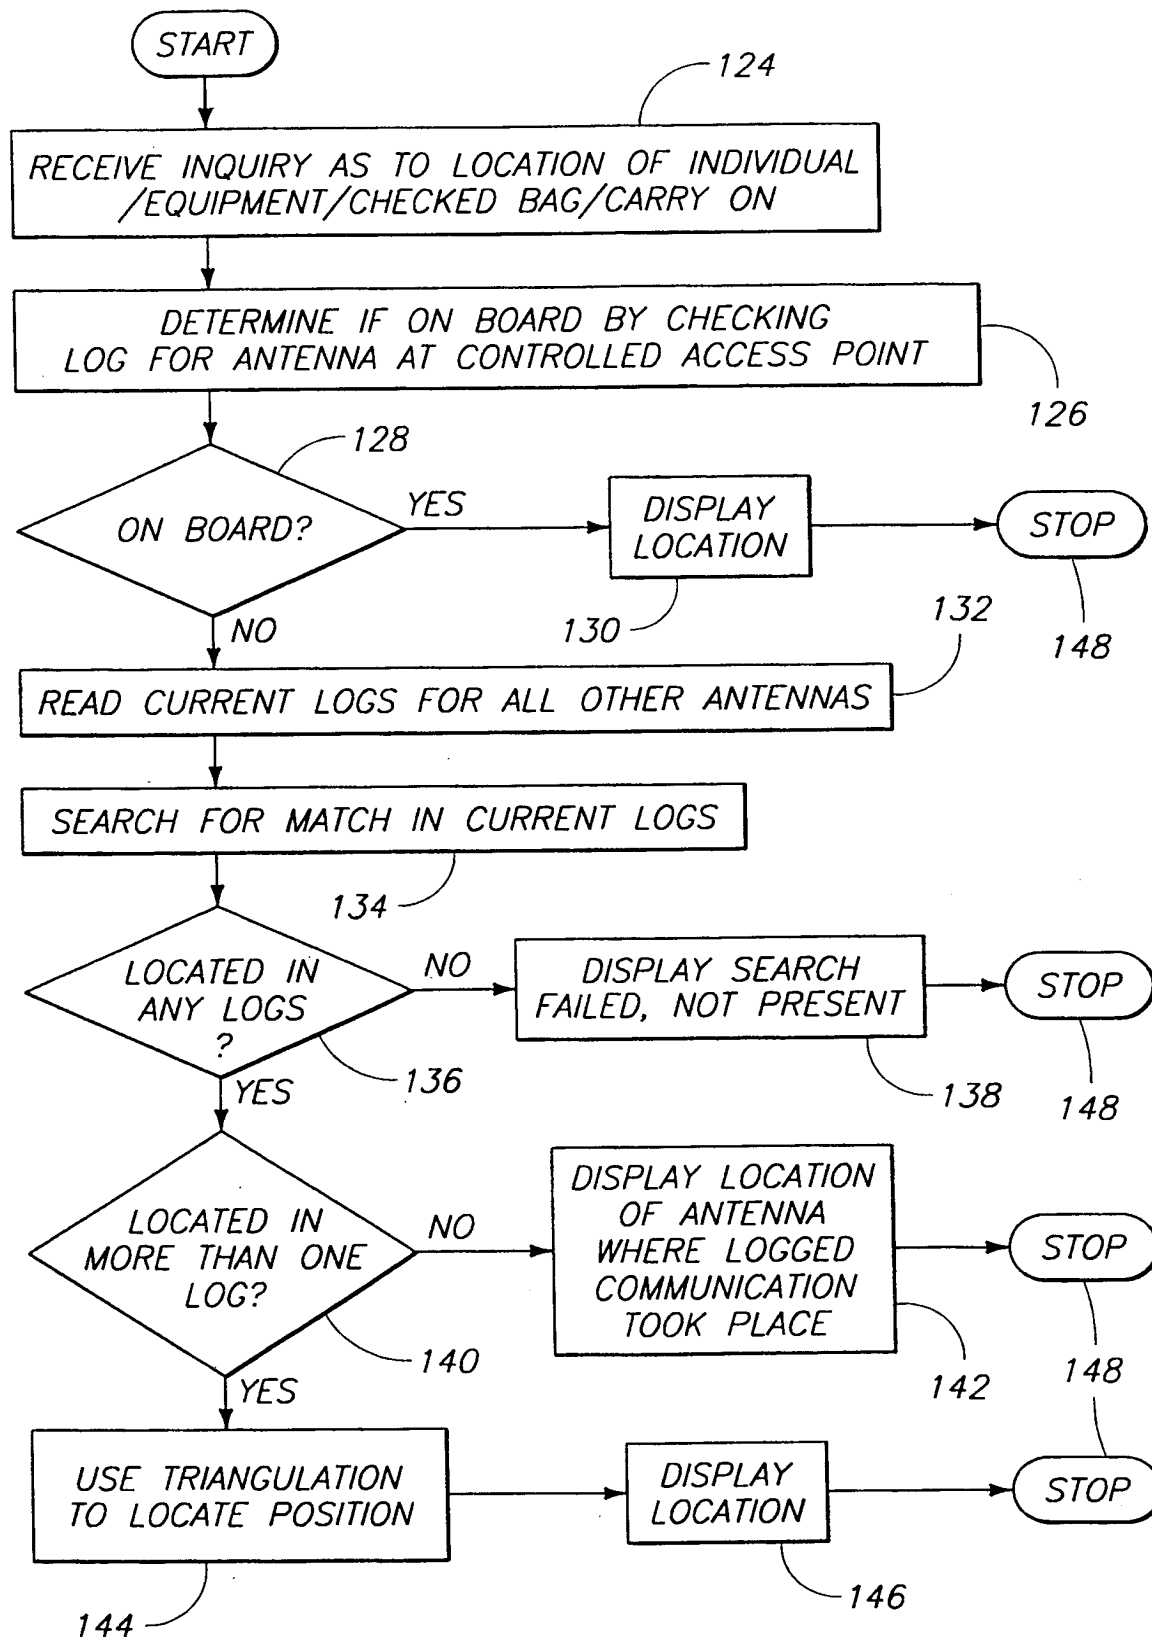 START
124
RECEIVE INQUIRY AS TO LOCATION OF INDIVIDUAL
/EQUIPMENT/CHECKED BAG/CARRY ON
DETERMINE IF ON BOARD BY CHECKING
LOG FOR ANTENNA AT CONTROLLED ACCESS POINT
126
128
ON BOARD?
YES
DISPLAY
LOCATION
STOP
130
132
148
NO
READ CURRENT LOGS FOR ALL OTHER ANTENNAS
SEARCH FOR MATCH IN CURRENT LOGS
134
LOCATED IN
ANY LOGS
?
NO
DISPLAY SEARCH
FAILED, NOT PRESENT
STOP
136
138
148
YES
LOCATED IN
MORE THAN ONE
LOG?
NO
DISPLAY LOCATION
OF ANTENNA
WHERE LOGGED
COMMUNICATION
TOOK PLACE
STOP
140
142
148
YES
USE TRIANGULATION
TO LOCATE POSITION
DISPLAY
LOCATION
STOP
144
146